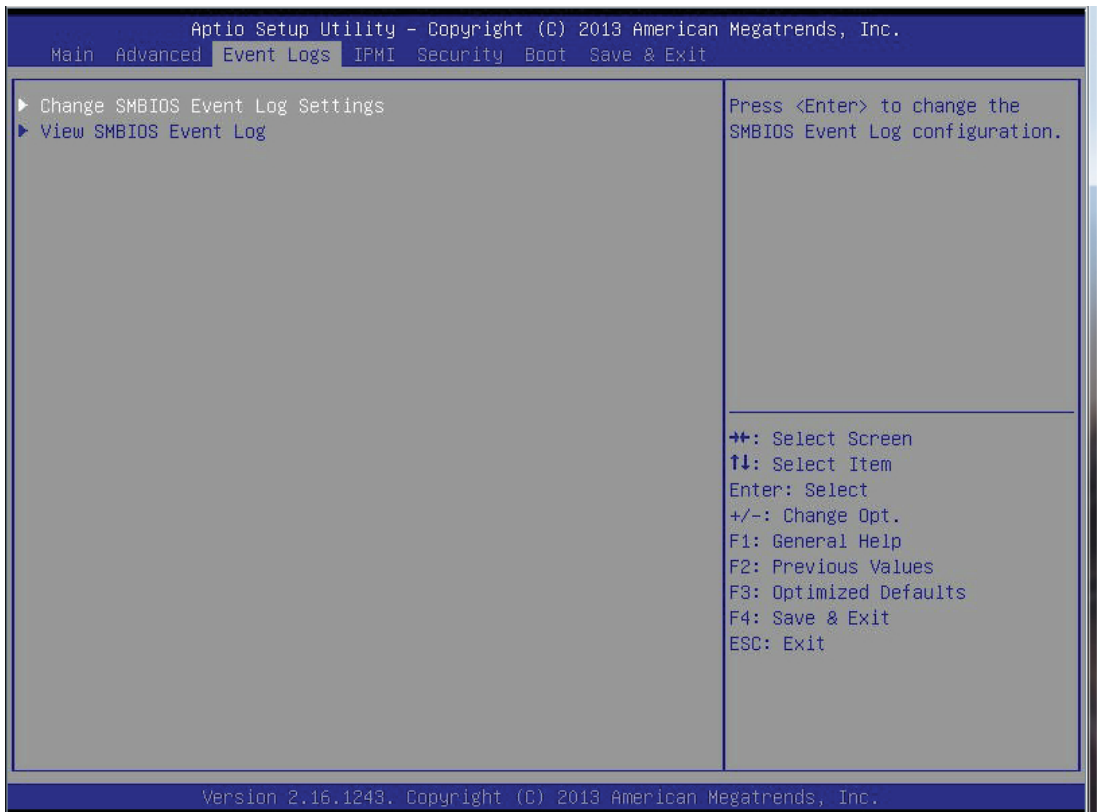 Aptio Setup Utility – Copyright (C) 2013 American Megatrends, Inc.
Main Advanced Event Logs IPMI Security Boot Save & Exit
▶ Change SMBIOS Event Log Settings
▶ View SMBIOS Event Log
Press <Enter> to change the
SMBIOS Event Log configuration.
→←: Select Screen
↑↓: Select Item
Enter: Select
+/-: Change Opt.
F1: General Help
F2: Previous Values
F3: Optimized Defaults
F4: Save & Exit
ESC: Exit
Version 2.16.1243. Copyright (C) 2013 American Megatrends, Inc.